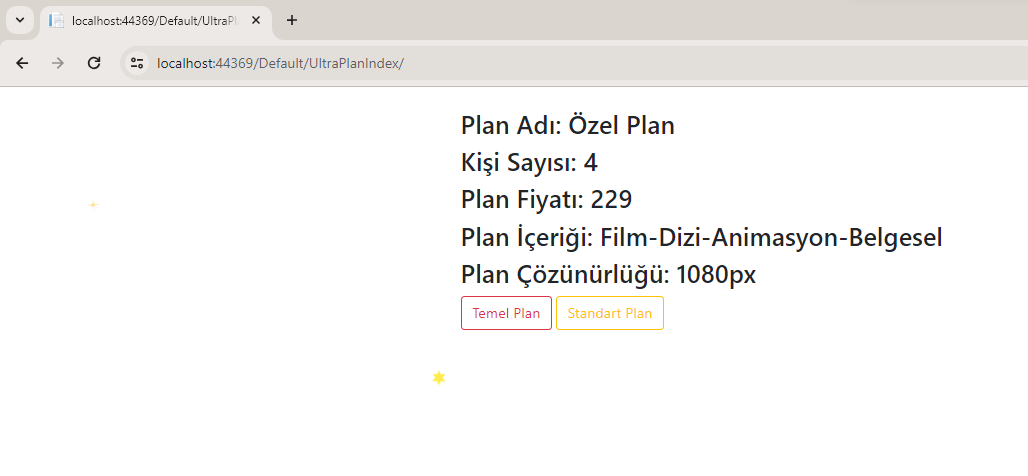 localhost:44369/Default/UltraPl
localhost:44369/Default/UltraPlanIndex/
Plan Adı: Özel Plan
Kişi Sayısı: 4
Plan Fiyatı: 229
Plan İçeriği: Film-Dizi-Animasyon-Belgesel
Plan Çözünürlüğü: 1080px
Temel Plan
Standart Plan